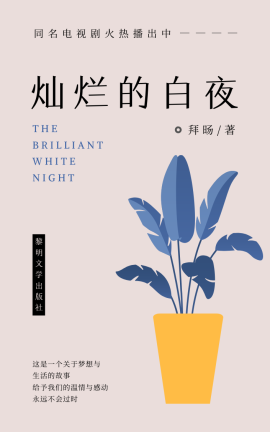 同名电视剧火热播出中
灿烂的白夜
THE
BRILLIANT
WHITE
NIGHT
拜旸/著
黎明文学出版社
这是一个关于梦想与
生活的故事
给予我们的温情与感动
永远不会过时